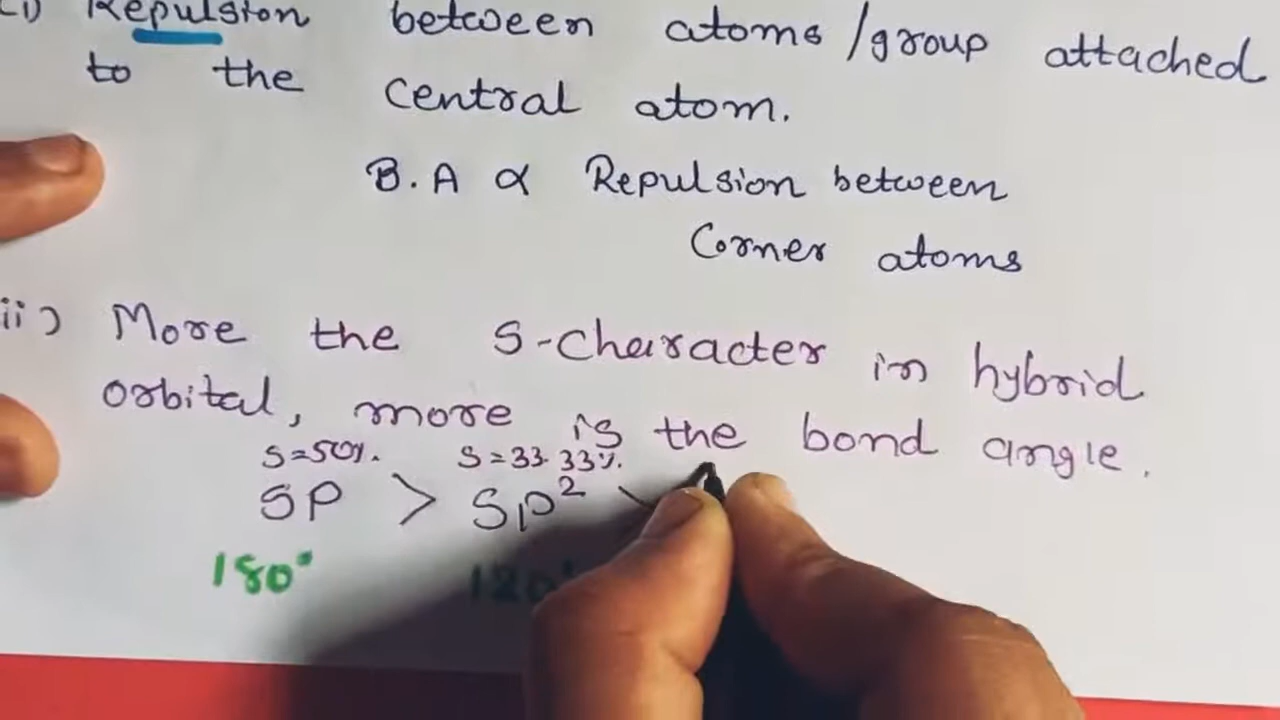 i) Repulsion between atoms /group attached
to the central atom.
B.A ∝ Repulsion between
Corner atoms
ii) More the S-character in hybrid
orbital, more is the bond angle.
S=50%. S=33.33%.
SP > SP² >
180° 120°